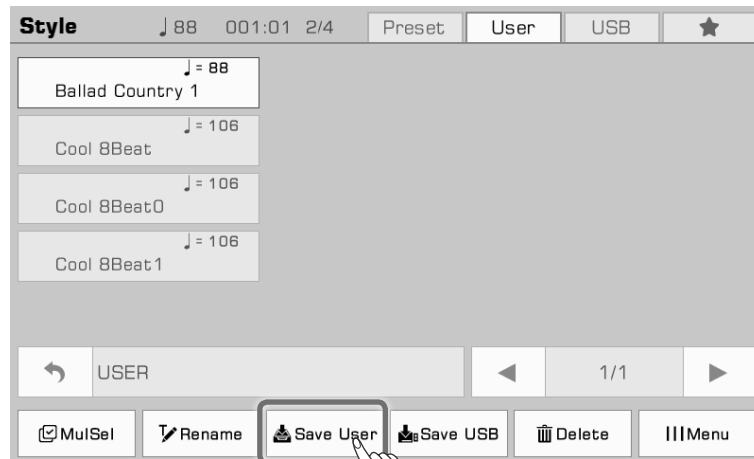 Style ♩ 88 001:01 2/4 Preset User USB ★
♩= 88
Ballad Country 1
♩= 106
Cool 8Beat
♩= 106
Cool 8Beat0
♩= 106
Cool 8Beat1
USER 1/1
MulSel Rename Save User Save USB Delete Menu